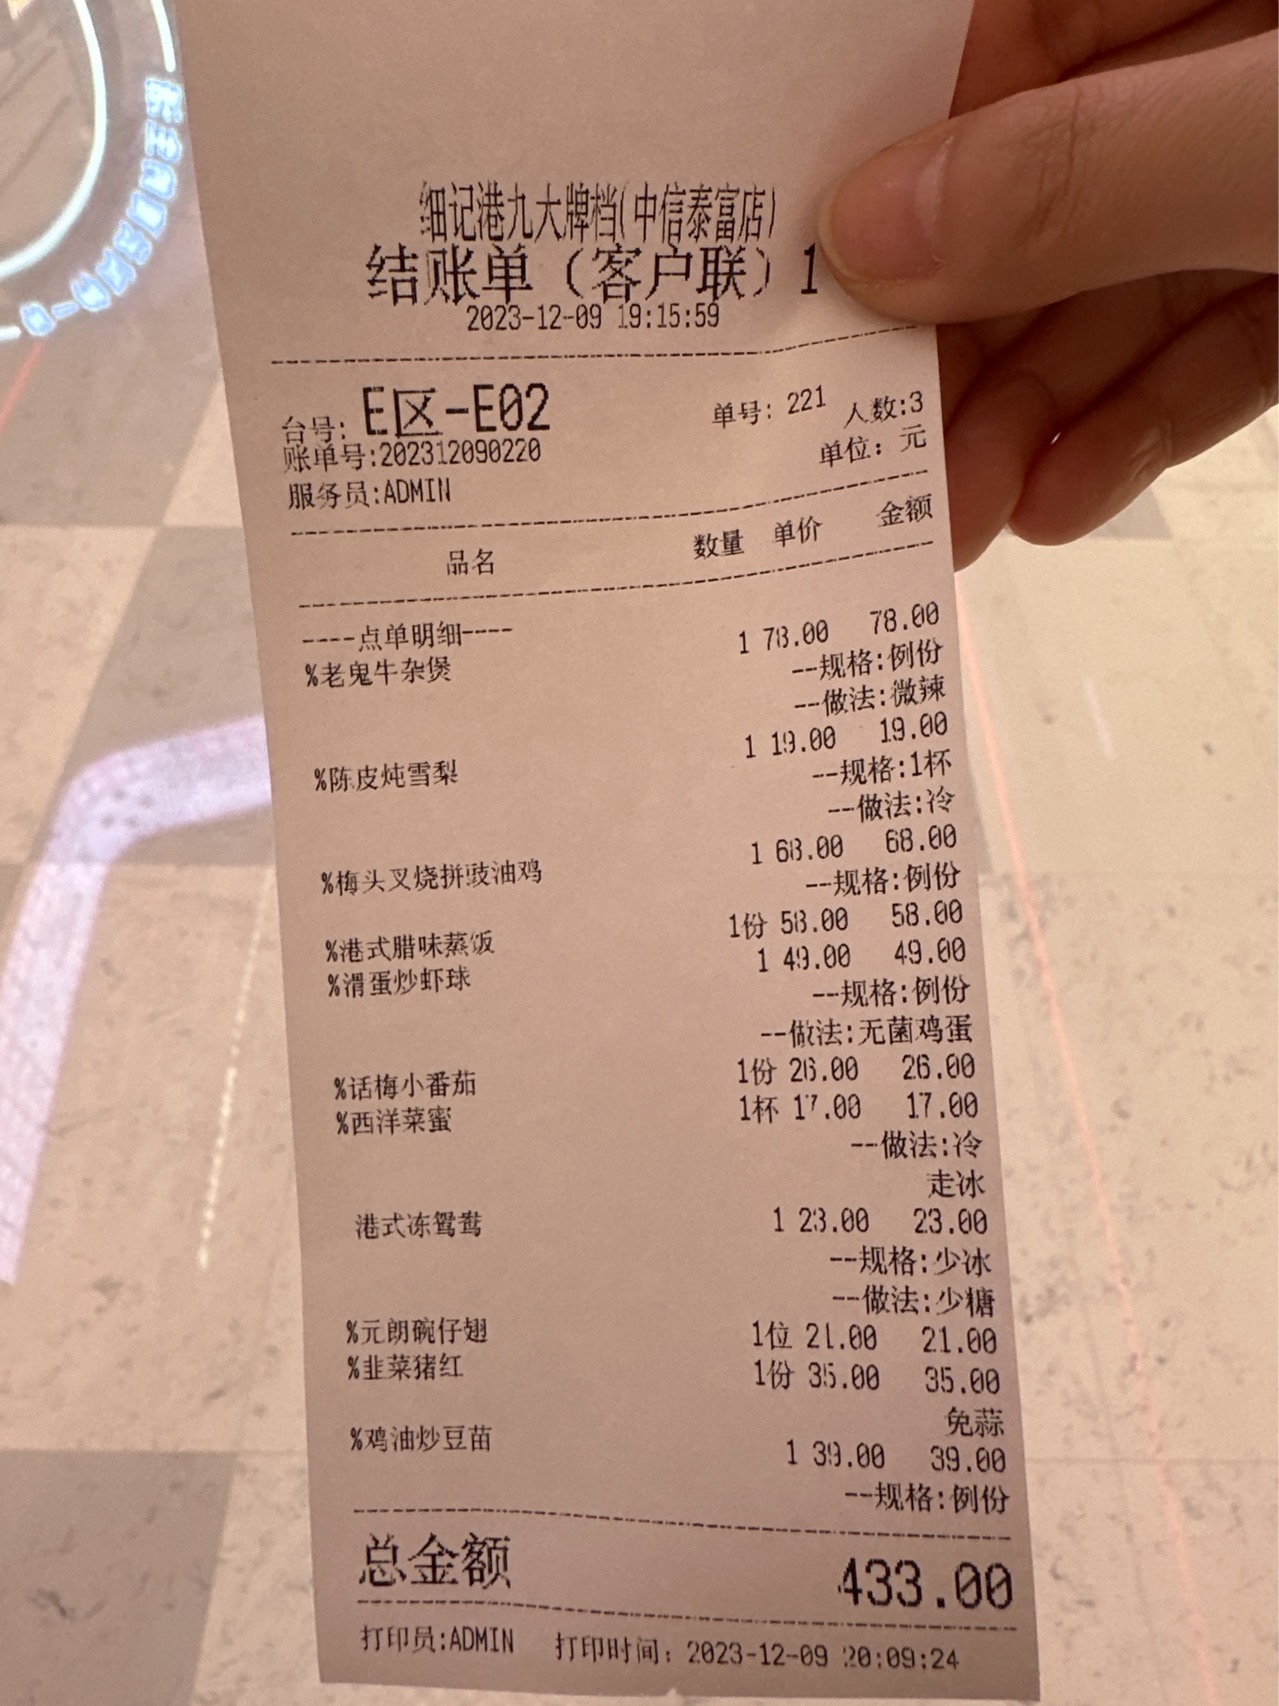 细记港九大牌档(中信泰富店)
结账单（客户联）1
2023-12-09 19:15:59
台号: E区-E02 单号: 221 人数:3
账单号:202312090220 单位: 元
服务员:ADMIN
品名 数量 单价 金额
----点单明细----
%老鬼牛杂煲 1 78.00 78.00
--规格:例份
--做法:微辣
%陈皮炖雪梨 1 19.00 19.00
--规格:1杯
--做法:冷
%梅头叉烧拼豉油鸡 1 68.00 68.00
--规格:例份
%港式腊味蒸饭 1份 58.00 58.00
%滑蛋炒虾球 1 49.00 49.00
--规格:例份
--做法:无菌鸡蛋
%话梅小番茄 1份 26.00 26.00
%西洋菜蜜 1杯 17.00 17.00
--做法:冷
走冰
港式冻鸳鸯 1 23.00 23.00
--规格:少冰
--做法:少糖
%元朗碗仔翅 1位 21.00 21.00
%韭菜猪红 1份 35.00 35.00
免蒜
%鸡油炒豆苗 1 39.00 39.00
--规格:例份
总金额 433.00
打印员:ADMIN 打印时间: 2023-12-09 20:09:24